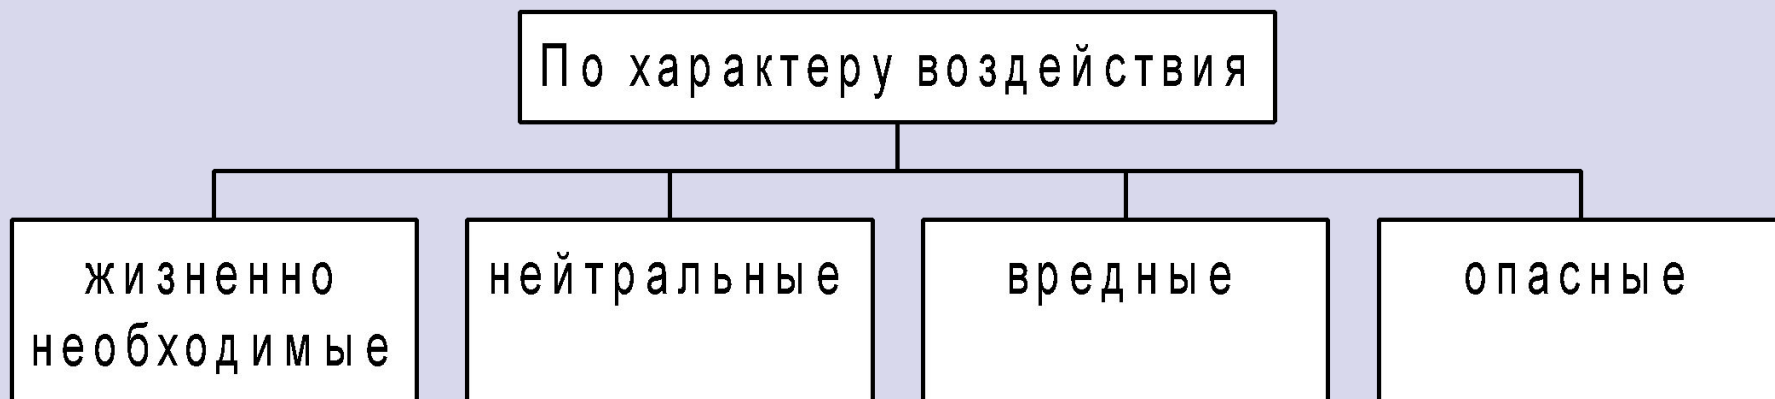 По характеру воздействия
жизненно
необходимые
нейтральные
вредные
опасные